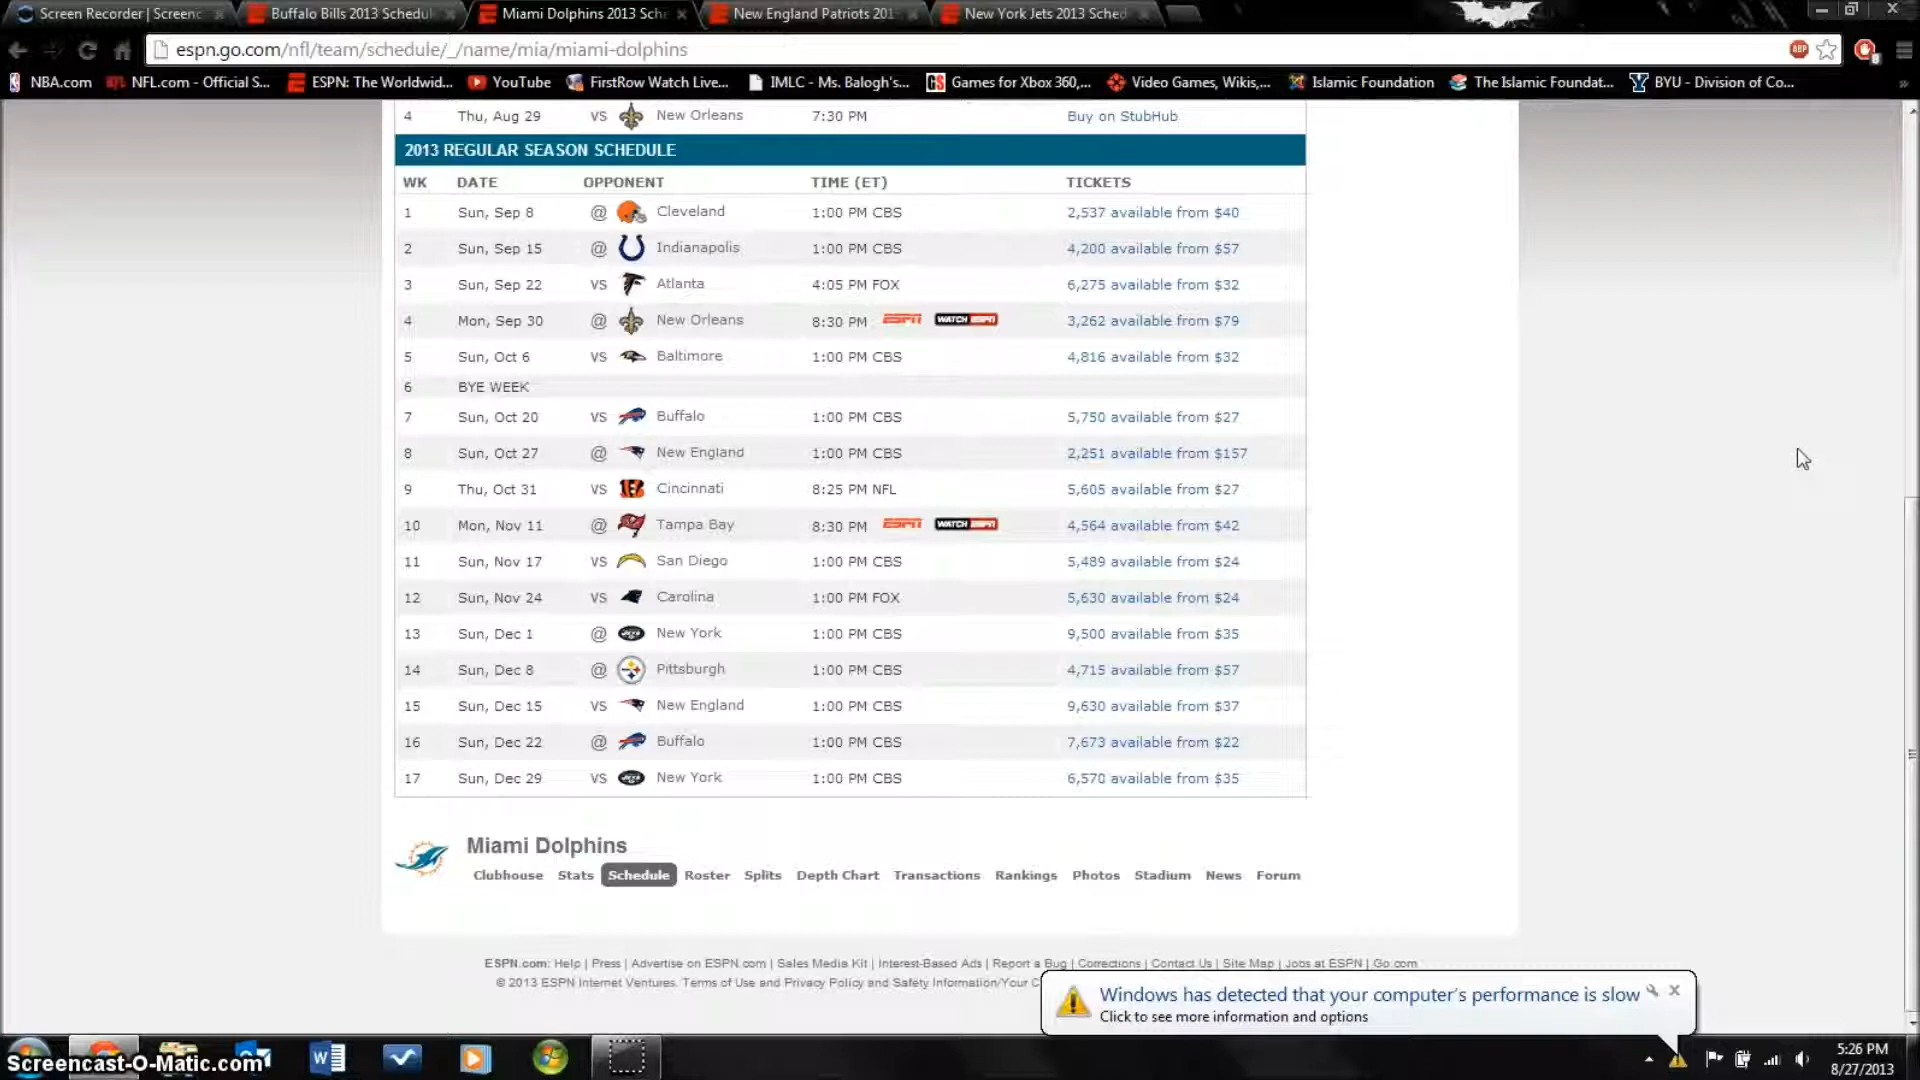 Screen Recorder | Screenc
Buffalo Bills 2013 Schedul
Miami Dolphins 2013 Sche
New England Patriots 201
New York Jets 2013 Sched
espn.go.com/nfl/team/schedule/_/name/mia/miami-dolphins
ABP
8
NBA.com NFL.com - Official S... ESPN: The Worldwid... YouTube FirstRow Watch Live... IMLC - Ms. Balogh's... Games for Xbox 360,... Video Games, Wikis,... Islamic Foundation The Islamic Foundat... BYU - Division of Co... »
4 Thu, Aug 29 VS New Orleans 7:30 PM Buy on StubHub
2013 REGULAR SEASON SCHEDULE
WK DATE OPPONENT TIME (ET) TICKETS
1 Sun, Sep 8 @ Cleveland 1:00 PM CBS 2,537 available from $40
2 Sun, Sep 15 @ Indianapolis 1:00 PM CBS 4,200 available from $57
3 Sun, Sep 22 VS Atlanta 4:05 PM FOX 6,275 available from $32
4 Mon, Sep 30 @ New Orleans 8:30 PM ESPN WATCH ESPN 3,262 available from $79
5 Sun, Oct 6 VS Baltimore 1:00 PM CBS 4,816 available from $32
6 BYE WEEK
7 Sun, Oct 20 VS Buffalo 1:00 PM CBS 5,750 available from $27
8 Sun, Oct 27 @ New England 1:00 PM CBS 2,251 available from $157
9 Thu, Oct 31 VS Cincinnati 8:25 PM NFL 5,605 available from $27
10 Mon, Nov 11 @ Tampa Bay 8:30 PM ESPN WATCH ESPN 4,564 available from $42
11 Sun, Nov 17 VS San Diego 1:00 PM CBS 5,489 available from $24
12 Sun, Nov 24 VS Carolina 1:00 PM FOX 5,630 available from $24
13 Sun, Dec 1 @ New York 1:00 PM CBS 9,500 available from $35
14 Sun, Dec 8 @ Pittsburgh 1:00 PM CBS 4,715 available from $57
15 Sun, Dec 15 VS New England 1:00 PM CBS 9,630 available from $37
16 Sun, Dec 22 @ Buffalo 1:00 PM CBS 7,673 available from $22
17 Sun, Dec 29 VS New York 1:00 PM CBS 6,570 available from $35
Miami Dolphins
Clubhouse Stats Schedule Roster Splits Depth Chart Transactions Rankings Photos Stadium News Forum
ESPN.com: Help | Press | Advertise on ESPN.com | Sales Media Kit | Interest-Based Ads | Report a Bug | Corrections | Contact Us | Site Map | Jobs at ESPN | Go.com
© 2013 ESPN Internet Ventures. Terms of Use and Privacy Policy and Safety Information/Your C
Windows has detected that your computer's performance is slow
Click to see more information and options
Screencast-O-Matic.com
5:26 PM
8/27/2013